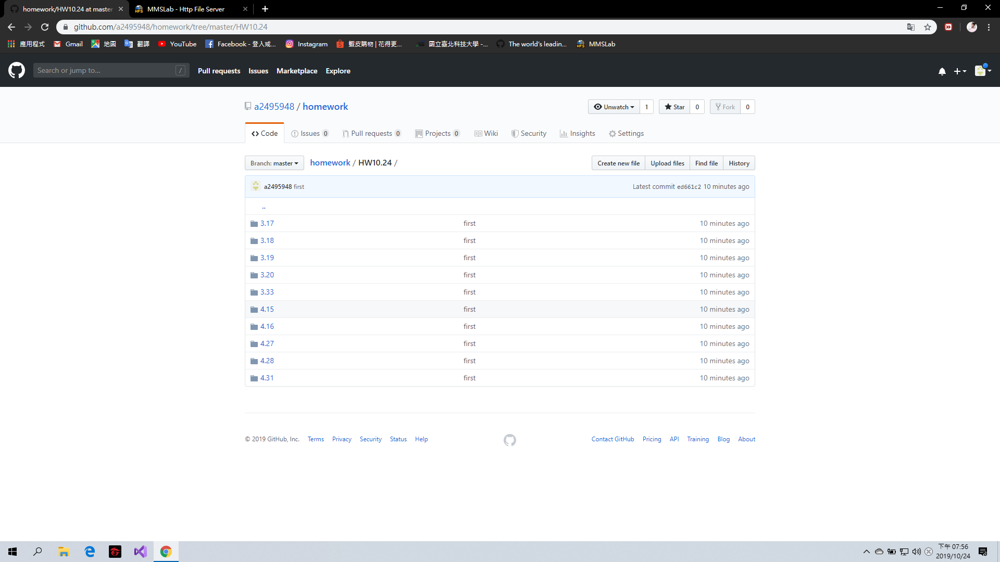 homework/HW10.24 at master
MMSLab - Http File Server
github.com/a2495948/homework/tree/master/HW10.24
應用程式 Gmail 地圖 翻譯 YouTube Facebook - 登入或... Instagram 蝦皮購物 | 花得更... 國立臺北科技大學 -... The world's leadin... MMSLab
Search or jump to... / Pull requests Issues Marketplace Explore
a2495948 / homework
Unwatch 1 Star 0 Fork 0
Code Issues 0 Pull requests 0 Projects 0 Wiki Security Insights Settings
Branch: master homework / HW10.24 / Create new file Upload files Find file History
a2495948 first Latest commit ed661c2 10 minutes ago
..
3.17 first 10 minutes ago
3.18 first 10 minutes ago
3.19 first 10 minutes ago
3.20 first 10 minutes ago
3.33 first 10 minutes ago
4.15 first 10 minutes ago
4.16 first 10 minutes ago
4.27 first 10 minutes ago
4.28 first 10 minutes ago
4.31 first 10 minutes ago
© 2019 GitHub, Inc. Terms Privacy Security Status Help Contact GitHub Pricing API Training Blog About
下午 07:56
2019/10/24